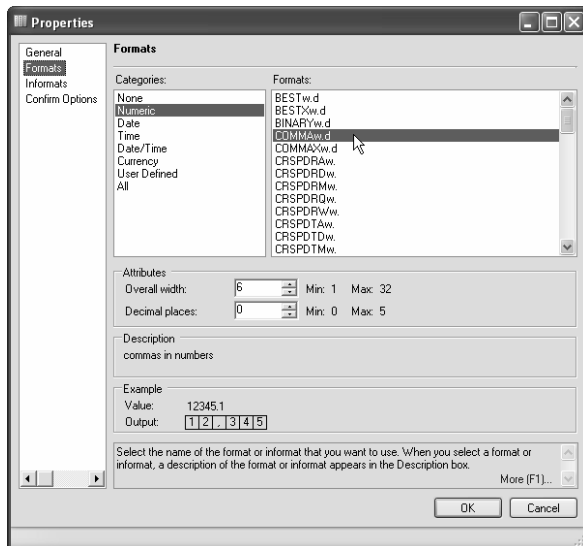 Properties
General
Formats
Informats
Confirm Options
Formats
Categories:
None
Numeric
Date
Time
Date/Time
Currency
User Defined
All
Formats:
BESTw.d
BESTXw.d
BINARYw.d
COMMAw.d
COMMAXw.d
CRSPDRAw.
CRSPDRDw.
CRSPDRMw.
CRSPDRQw.
CRSPDRWw.
CRSPDTAw.
CRSPDTDw.
CRSPDTMw.
Attributes
Overall width: 6 Min: 1 Max: 32
Decimal places: 0 Min: 0 Max: 5
Description
commas in numbers
Example
Value: 12345.1
Output: 12,345
Select the name of the format or informat that you want to use. When you select a format or
informat, a description of the format or informat appears in the Description box.
More (F1)...
OK Cancel